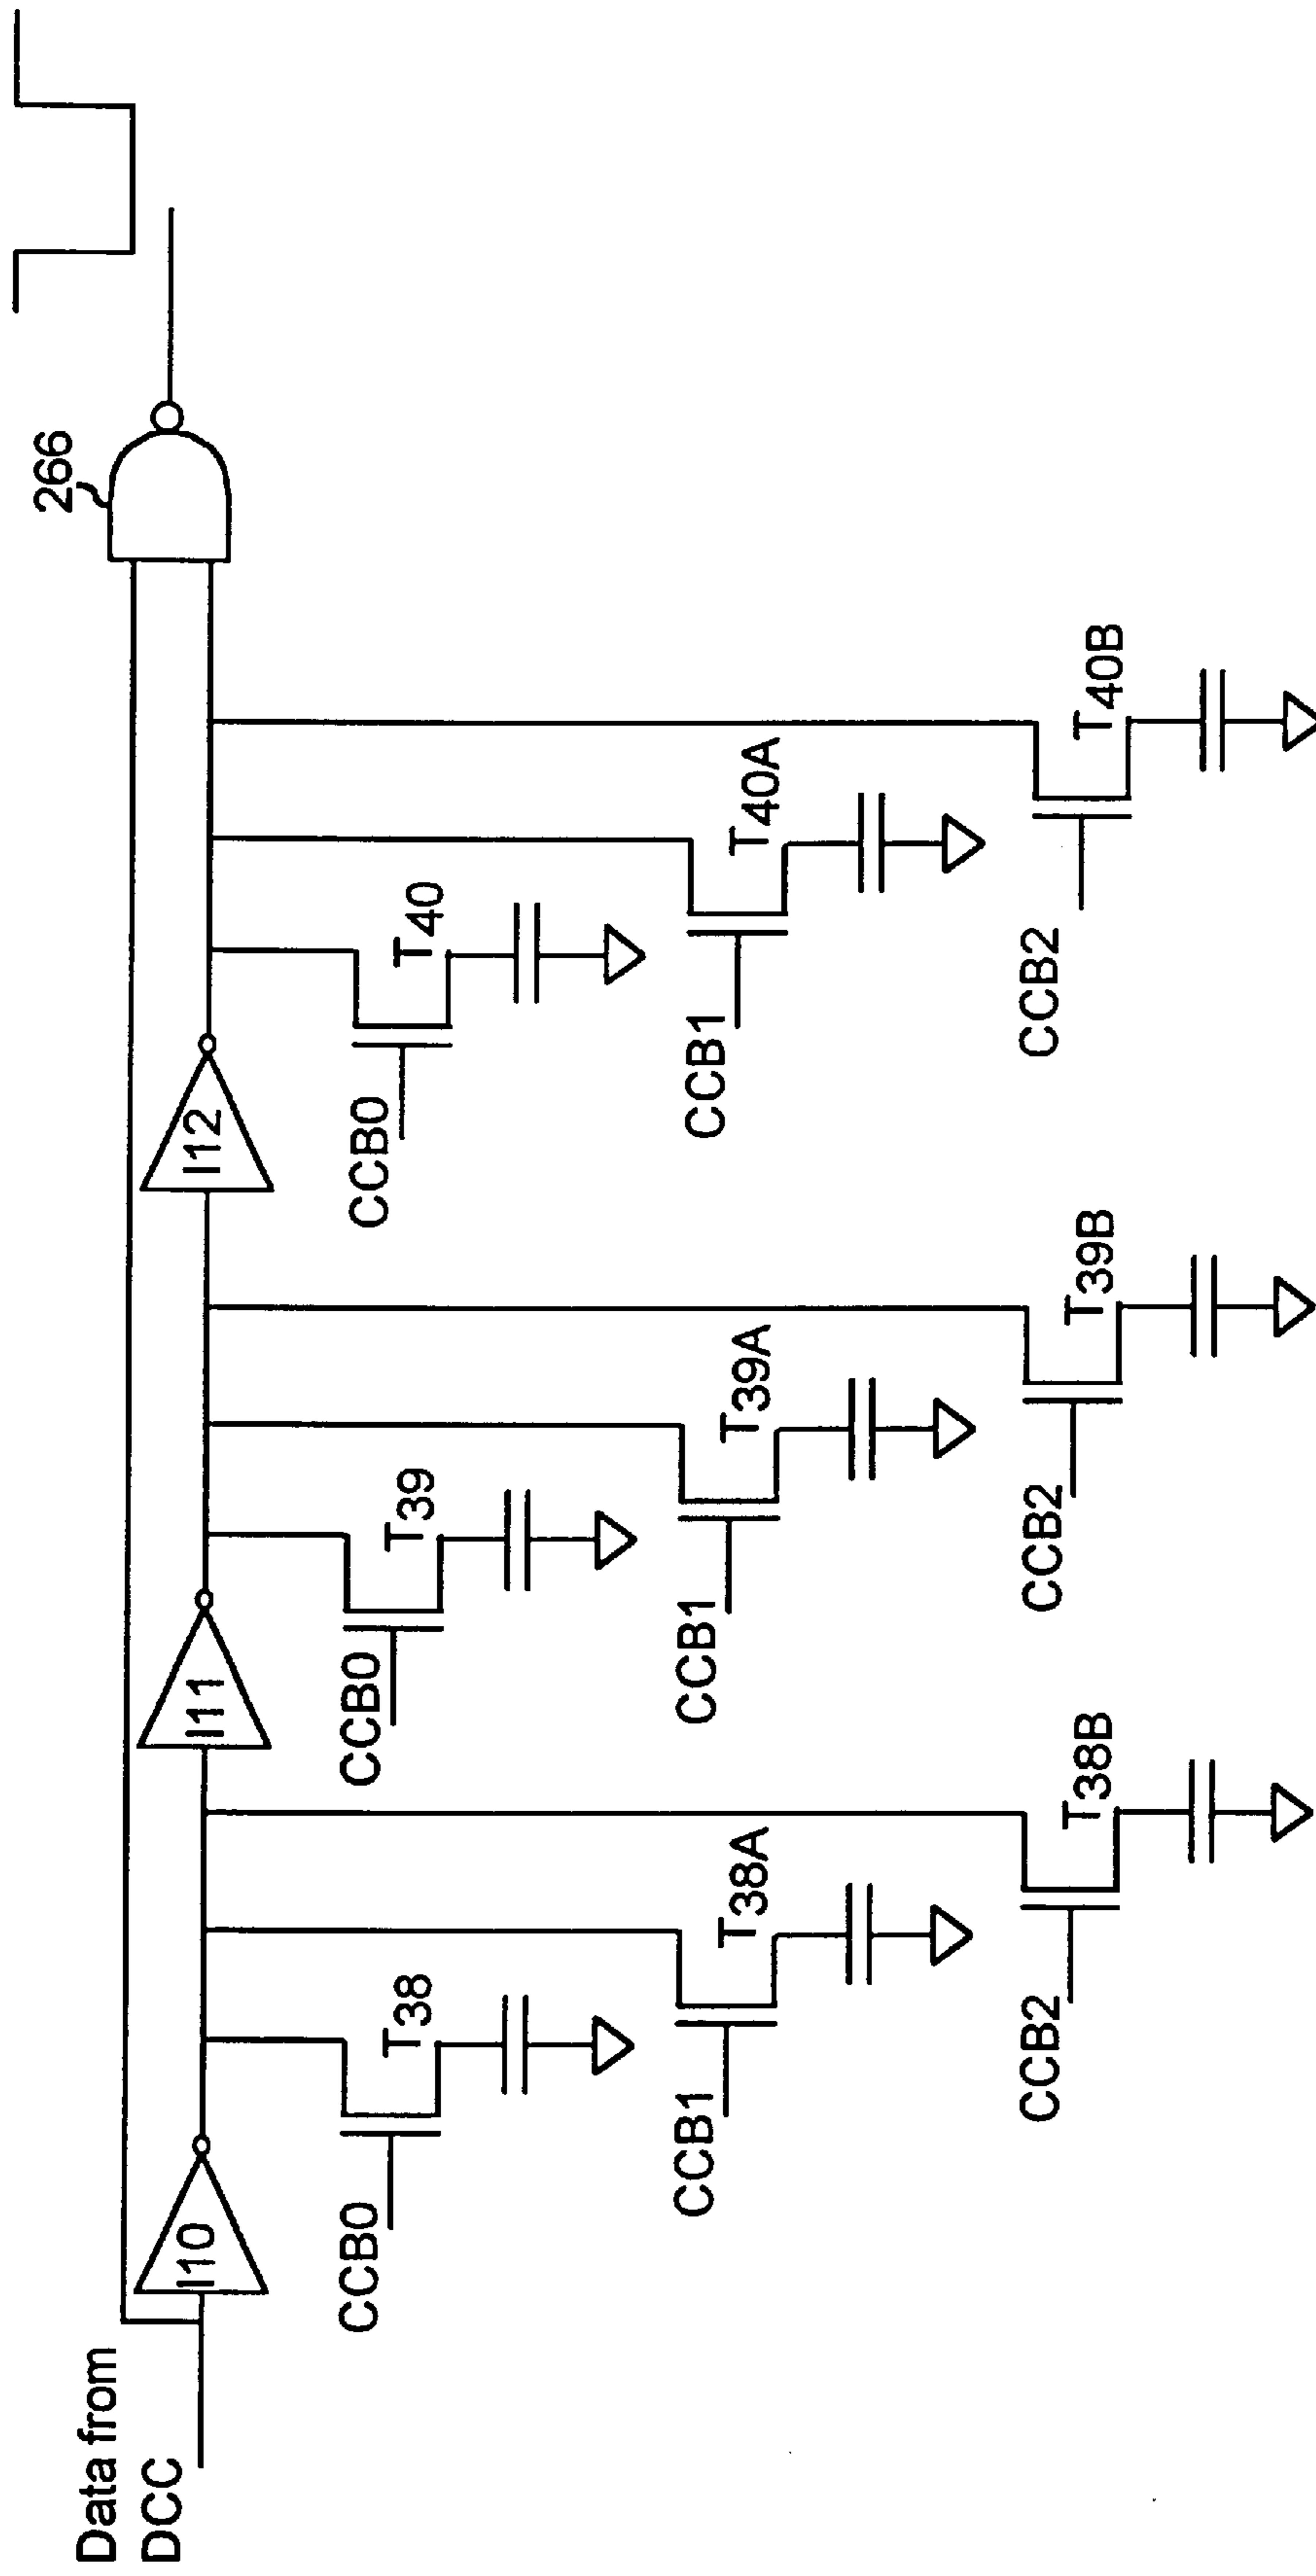 Data from
DCC
I10
I11
I12
266
CCB0
T38
CCB1
T38A
CCB2
T38B
CCB0
T39
CCB1
T39A
CCB2
T39B
CCB0
T40
CCB1
T40A
CCB2
T40B